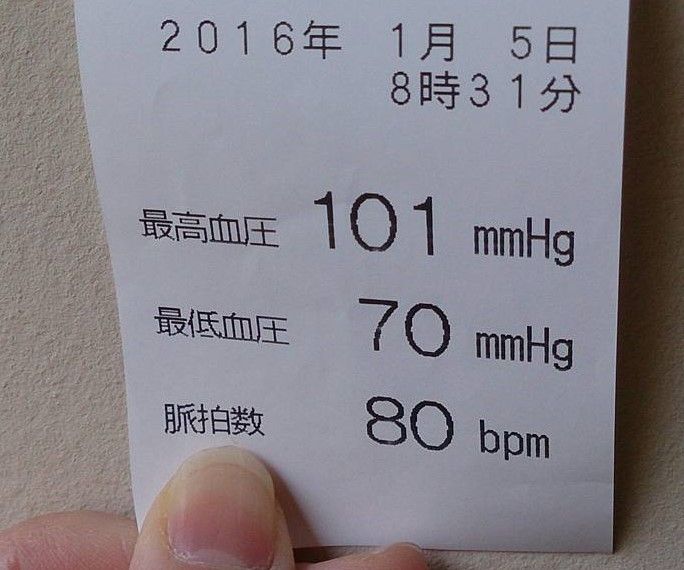 ２０１６年　１月　５日
８時３１分
最高血圧 101 mmHg
最低血圧 70 mmHg
脈拍数 80 bpm